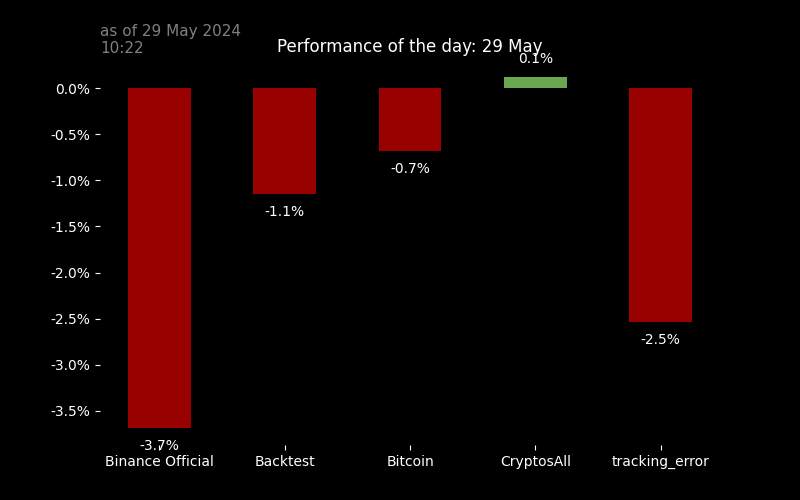 as of 29 May 2024
10:22
Performance of the day: 29 May
0.1%
0.0%
-0.5%
-1.0%
-1.5%
-2.0%
-2.5%
-3.0%
-3.5%
-3.7%
-1.1%
-0.7%
-2.5%
Binance Official
Backtest
Bitcoin
CryptosAll
tracking_error